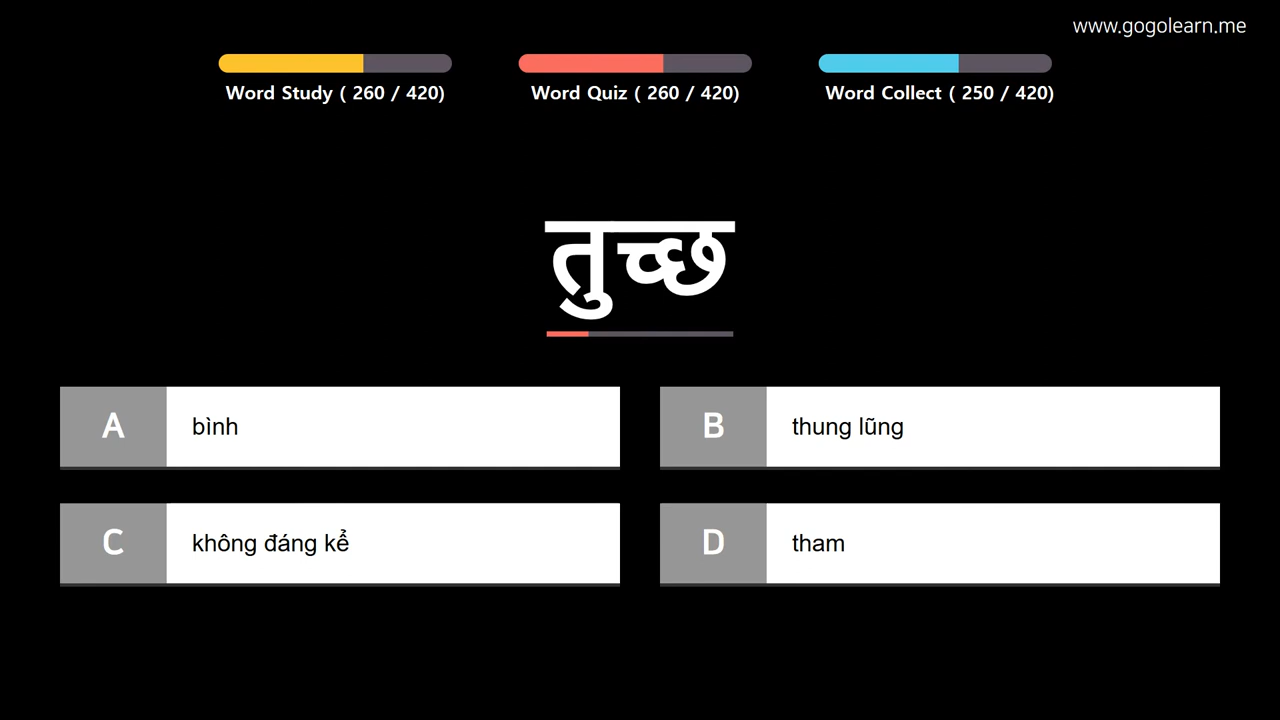 www.gogolearn.me
Word Study ( 260 / 420)
Word Quiz ( 260 / 420)
Word Collect ( 250 / 420)
तुच्छ
A bình
B thung lũng
C không đáng kể
D tham